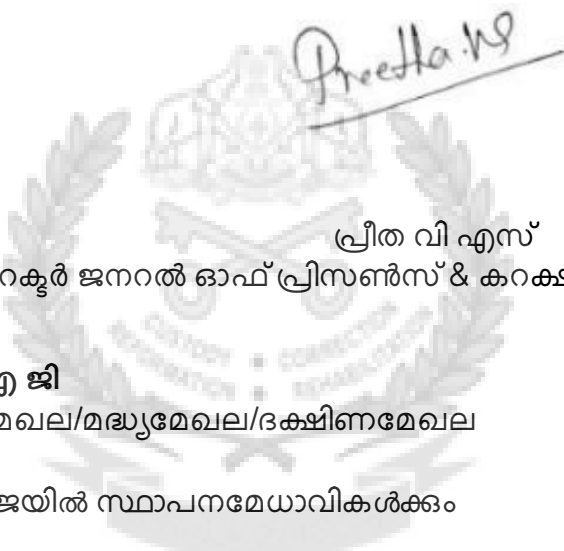 Preetha.VS
പ്രീത വി എസ്
റക്ടർ ജനറൽ ഓഫ് പ്രിസൺസ് & കറക്ഷ
CUSTODY CORRECTION
REFORMATION REHABILITATION
ജി
മേഖല/മദ്ധ്യമേഖല/ദക്ഷിണമേഖല
ജയിൽ സ്ഥാപനമേധാവികൾക്കും